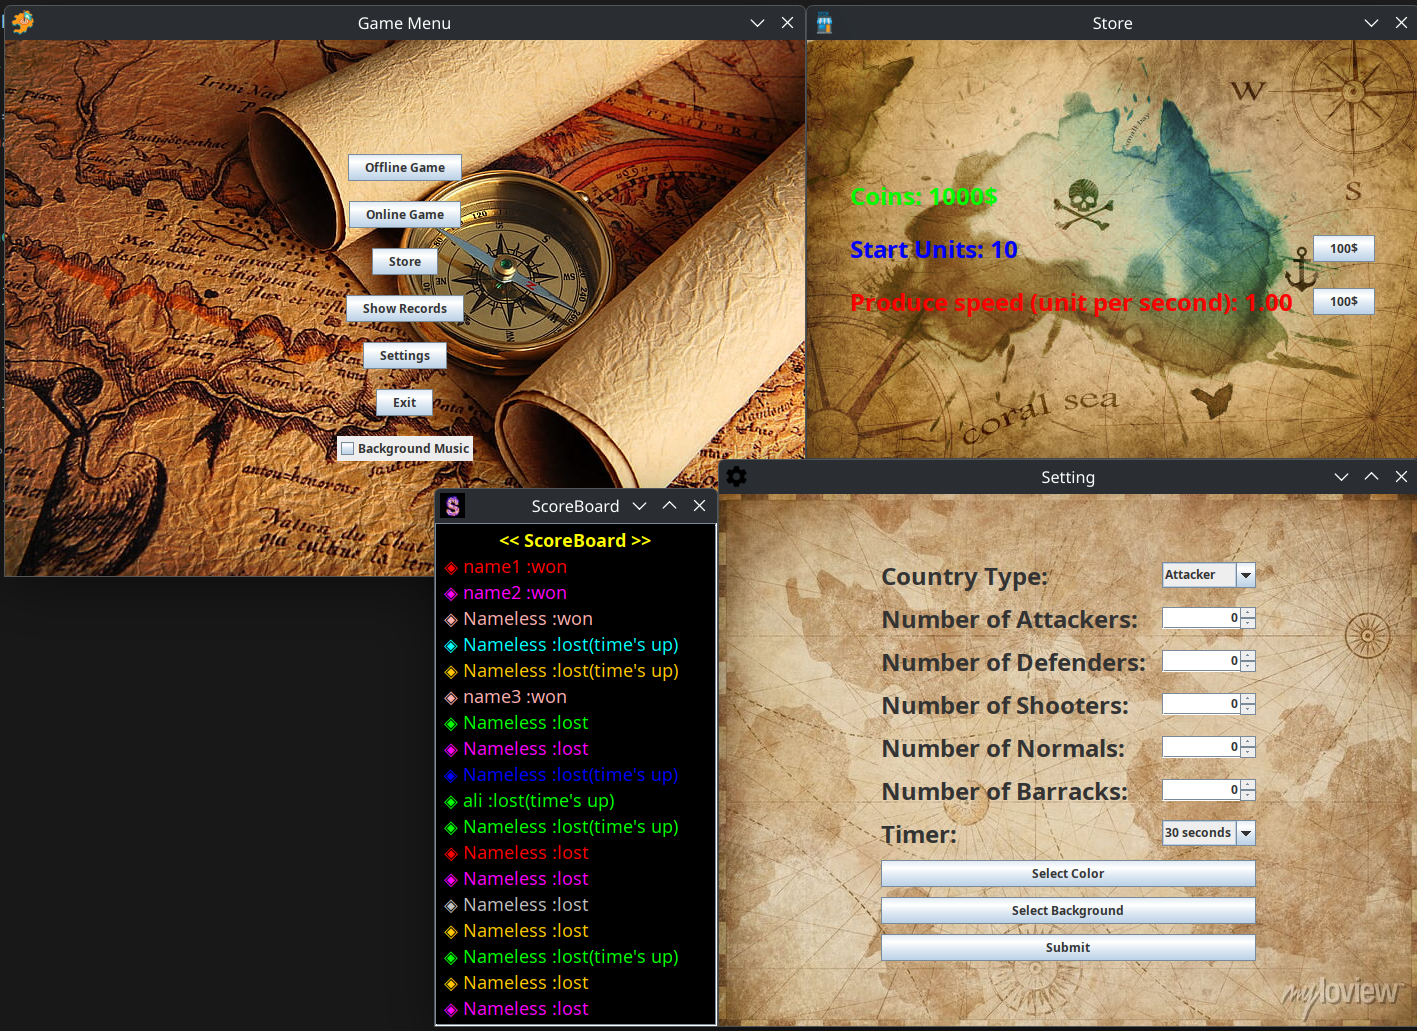 Game Menu
Irini Nad
P
Offline Game
Online Game
Store
Show Records
Settings
Exit
Background Music
Store
W
S
Coins: 1000$
Start Units: 10
100$
Produce speed (unit per second): 1.00
100$
coral sea
ScoreBoard
<< ScoreBoard >>
◈ name1 :won
◈ name2 :won
◈ Nameless :won
◈ Nameless :lost(time's up)
◈ Nameless :lost(time's up)
◈ name3 :won
◈ Nameless :lost
◈ Nameless :lost
◈ Nameless :lost(time's up)
◈ ali :lost(time's up)
◈ Nameless :lost(time's up)
◈ Nameless :lost
◈ Nameless :lost
◈ Nameless :lost
◈ Nameless :lost
◈ Nameless :lost(time's up)
◈ Nameless :lost
◈ Nameless :lost
Setting
Country Type:
Attacker
Number of Attackers:
0
Number of Defenders:
0
Number of Shooters:
0
Number of Normals:
0
Number of Barracks:
0
Timer:
30 seconds
Select Color
Select Background
Submit
myloview